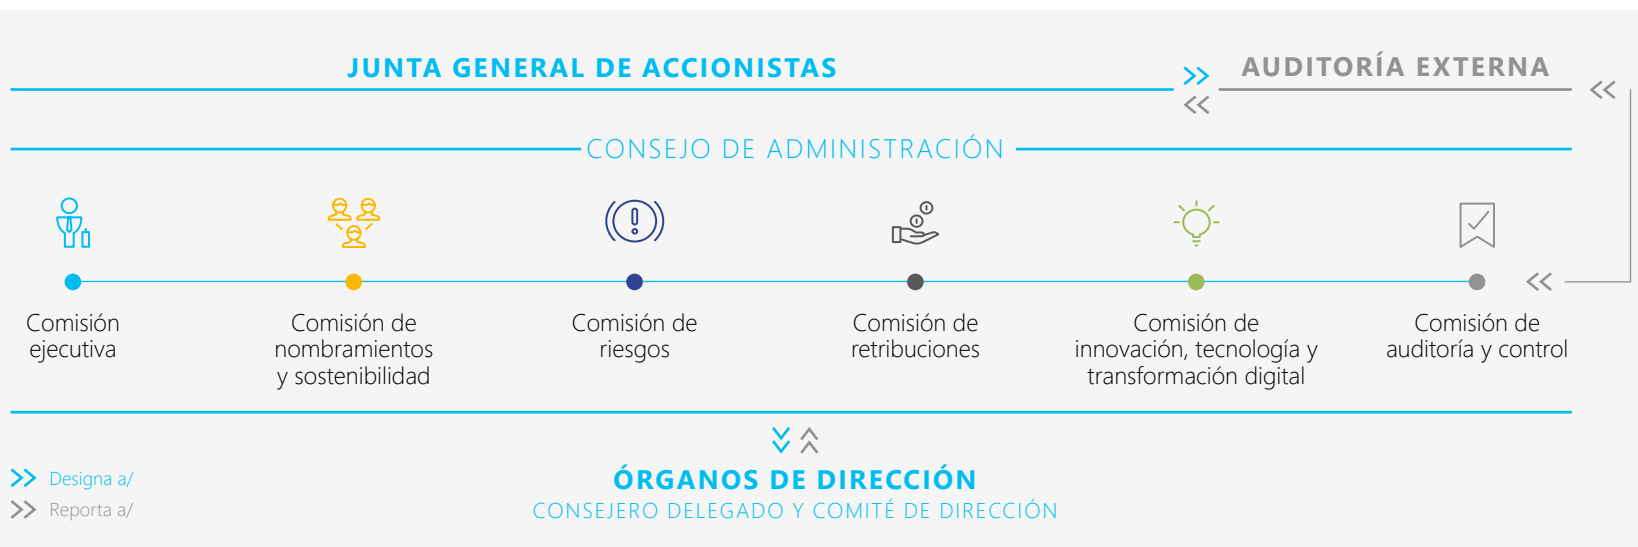 JUNTA GENERAL DE ACCIONISTAS
AUDITORÍA EXTERNA
CONSEJO DE ADMINISTRACIÓN
Comisión
ejecutiva
Comisión de
nombramientos
y sostenibilidad
Comisión de
riesgos
Comisión de
retribuciones
Comisión de
innovación, tecnología y
transformación digital
Comisión de
auditoría y control
ÓRGANOS DE DIRECCIÓN
CONSEJERO DELEGADO Y COMITÉ DE DIRECCIÓN
Designa a/
Reporta a/